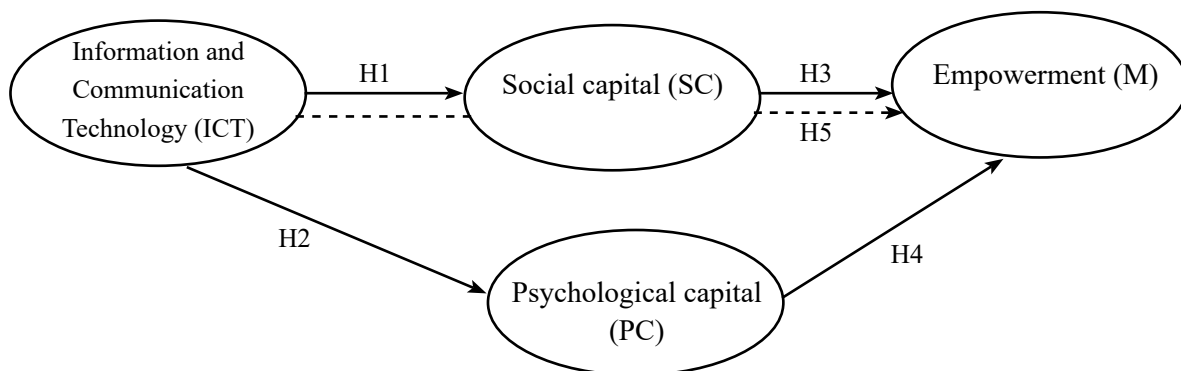 Information and
Communication
Technology (ICT)
H1
Social capital (SC)
H3
H5
Empowerment (M)
H2
Psychological capital
(PC)
H4